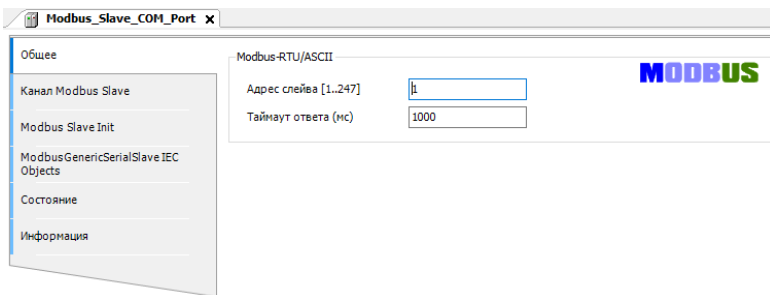 Modbus_Slave_COM_Port x
Общее
Канал Modbus Slave
Modbus Slave Init
ModbusGenericSerialSlave IEC
Objects
Состояние
Информация
Modbus-RTU/ASCII
MODBUS
Адрес слейва [1..247]
1
Таймаут ответа (мс)
1000